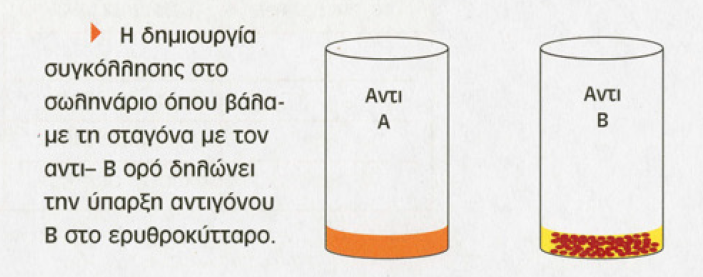 Η δημιουργία
συγκόλλησης στο
σωληνάριο όπου βάλα-
με τη σταγόνα με τον
αντι– Β ορό δηλώνει
την ύπαρξη αντιγόνου
Β στο ερυθροκύτταρο.
Αντι
Α
Αντι
Β